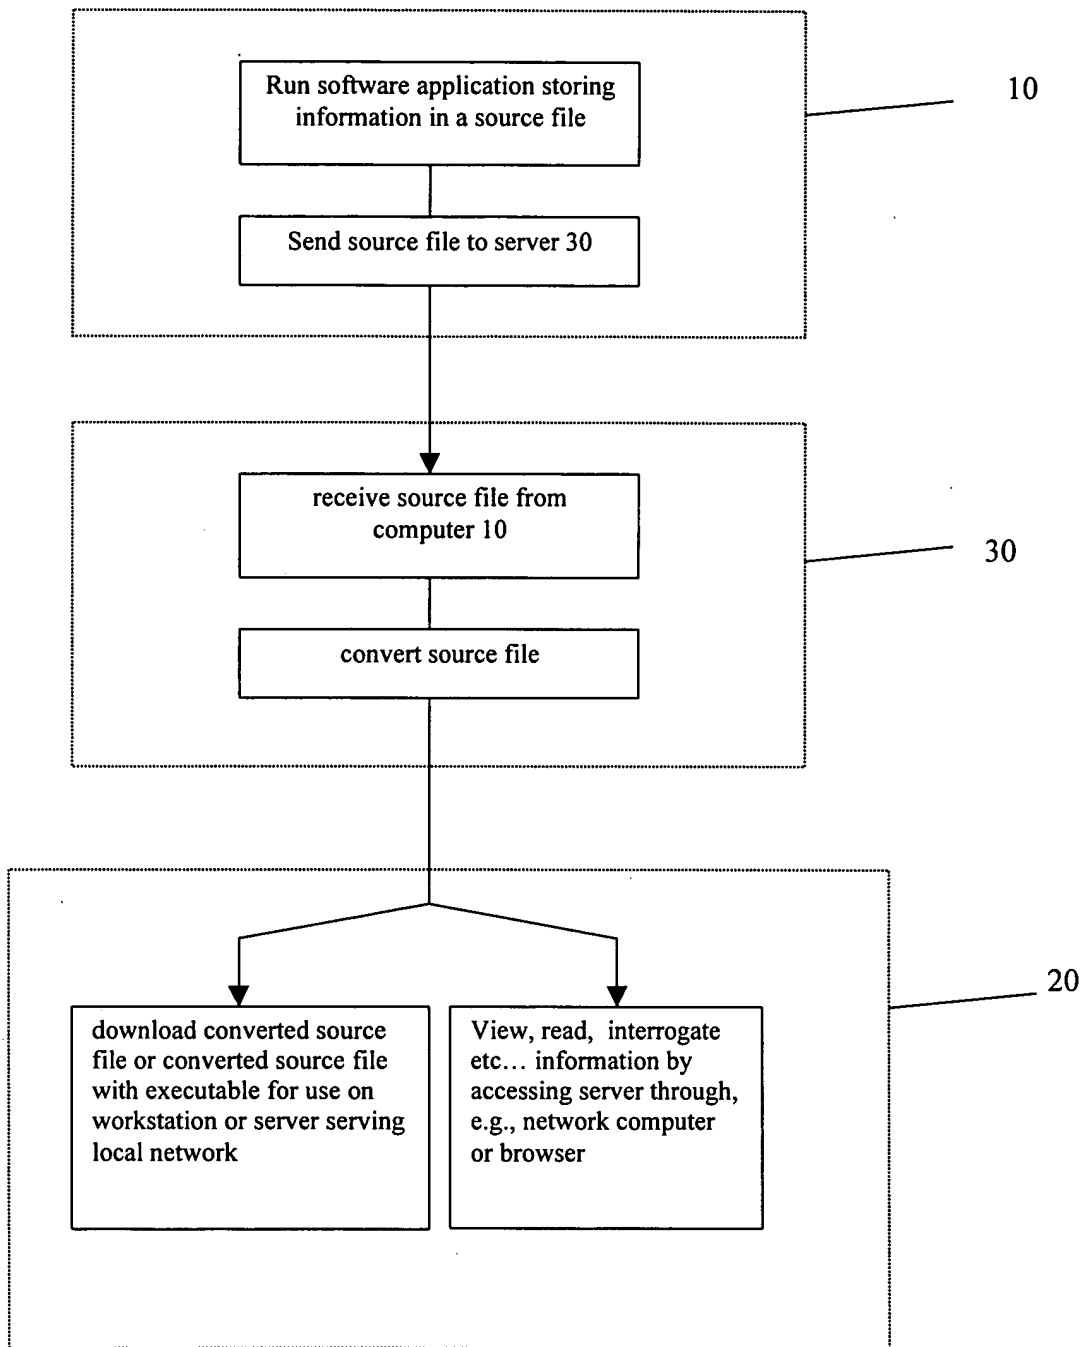 Run software application storing
information in a source file
10
Send source file to server 30
receive source file from
computer 10
30
convert source file
20
download converted source
file or converted source file
with executable for use on
workstation or server serving
local network
View, read, interrogate
etc... information by
accessing server through,
e.g., network computer
or browser